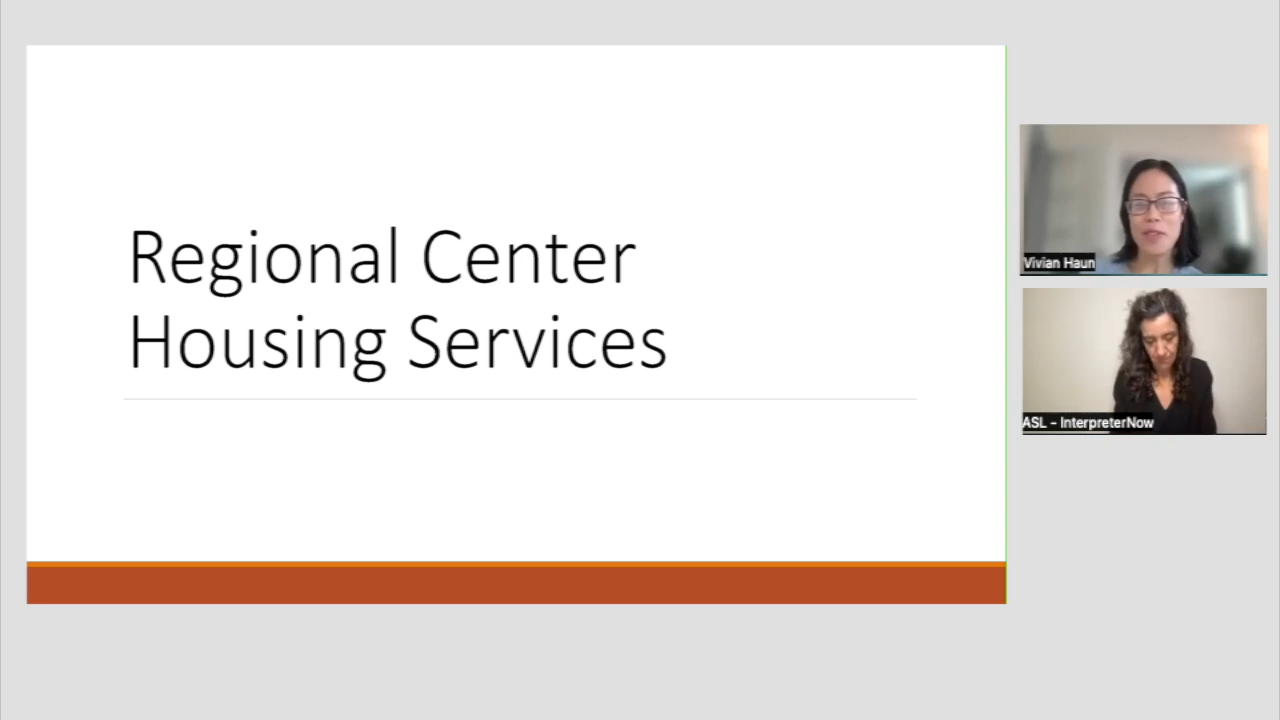 Regional Center
Housing Services
Vivian Haun
ASL - InterpreterNow